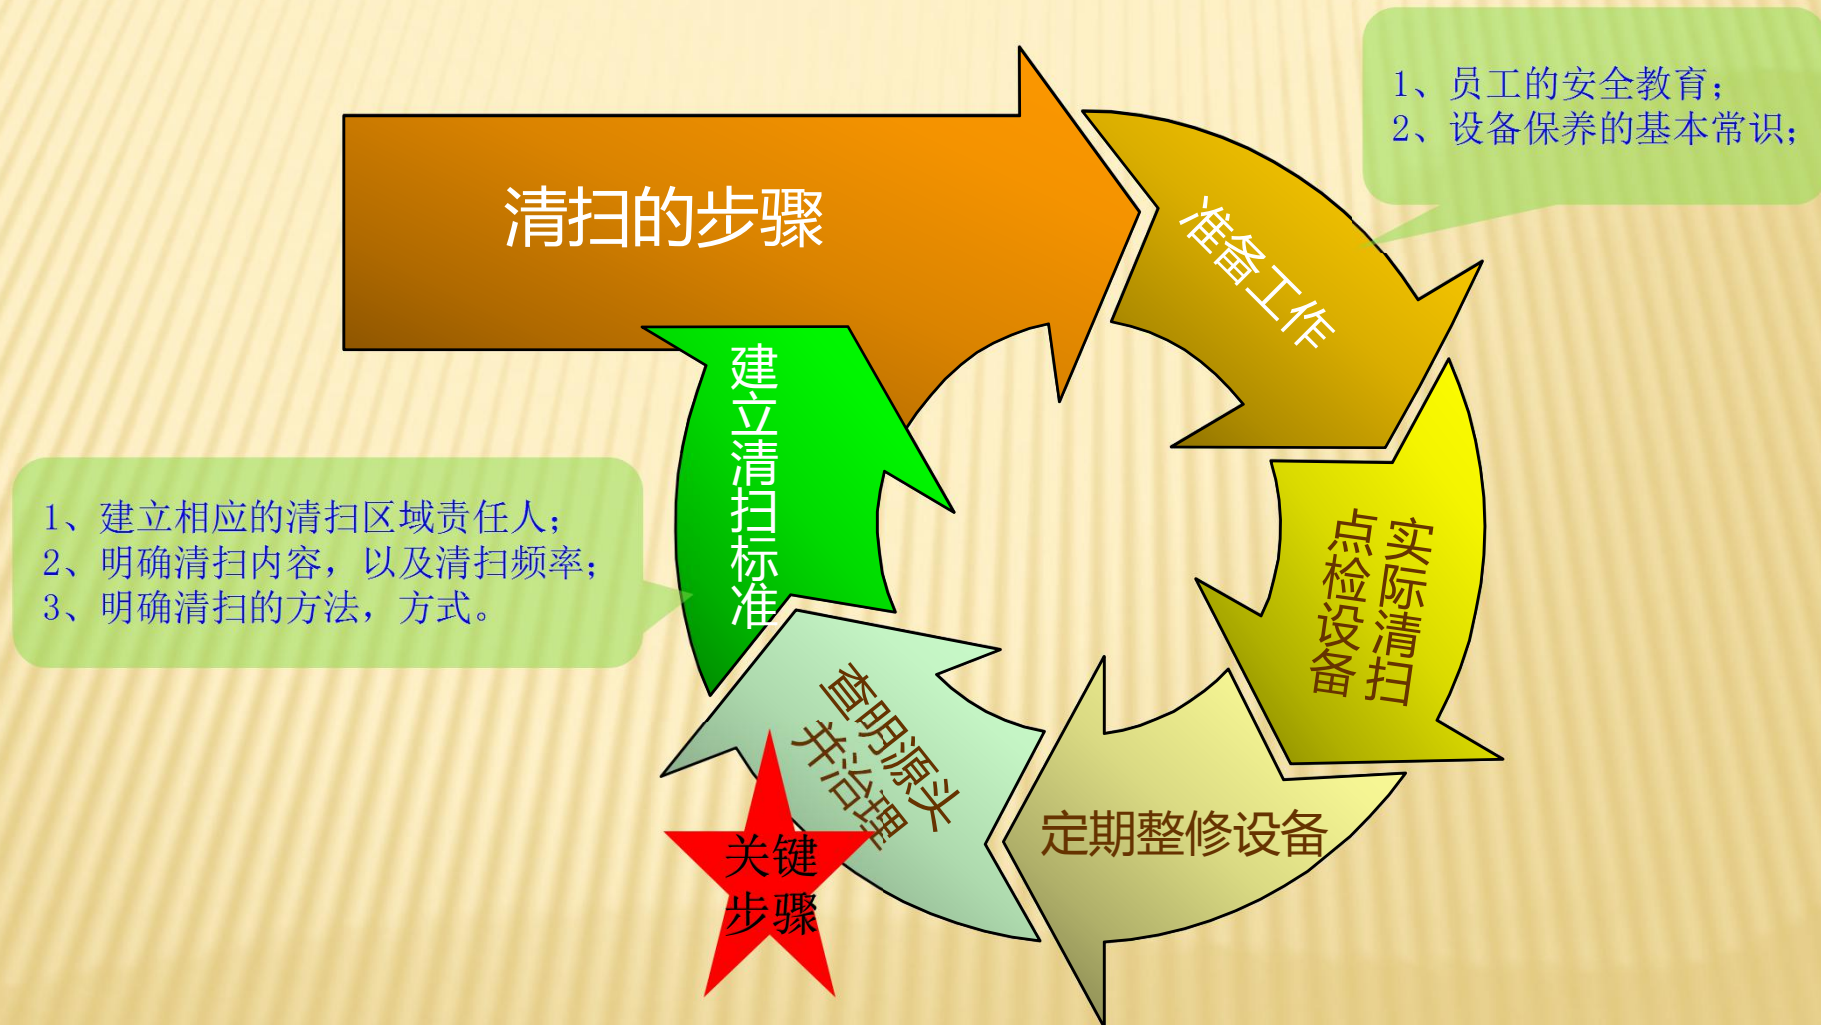 清扫的步骤
1、员工的安全教育；
2、设备保养的基本常识；
准备工作
实际清扫
点检设备
定期整修设备
查明源头
并治理
关键
步骤
建立清扫标准
1、建立相应的清扫区域责任人；
2、明确清扫内容，以及清扫频率；
3、明确清扫的方法，方式。